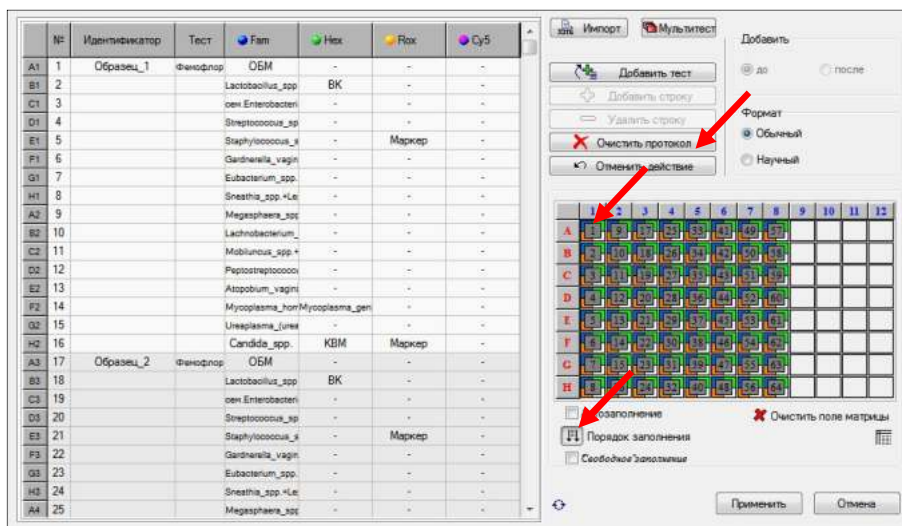 № Идентификатор Тест Fam Hex Rox Cy5
A1 1 Образец_1 Фемофлор ОБМ - - -
B1 2 Lactobacillus_spp ВК - -
C1 3 сем.Enterobacteri - - -
D1 4 Streptococcus_sp - - -
E1 5 Staphylococcus_s - Маркер -
F1 6 Gardnerella_vagin - - -
G1 7 Eubacterium_spp. - - -
H1 8 Sneathia_spp.+Le - - -
A2 9 Megasphaera_spp - - -
B2 10 Lachnobacterium_ - - -
C2 11 Mobiluncus_spp.+ - - -
D2 12 Peptostreptococc - - -
E2 13 Atopobium_vagin - - -
F2 14 Mycoplasma_hom Mycoplasma_gen - -
G2 15 Ureaplasma_(urea - - -
H2 16 Candida_spp. КВМ Маркер -
A3 17 Образец_2 Фемофлор ОБМ - - -
B3 18 Lactobacillus_spp ВК - -
C3 19 сем.Enterobacteri - - -
D3 20 Streptococcus_sp - - -
E3 21 Staphylococcus_s - Маркер -
F3 22 Gardnerella_vagin - - -
G3 23 Eubacterium_spp. - - -
H3 24 Sneathia_spp.+Le - - -
A4 25 Megasphaera_spp - - -
Импорт Мультитест
Добавить тест
Добавить строку
Удалить строку
Очистить протокол
Отменить действие
Добавить
до после
Формат
Обычный
Научный
1 2 3 4 5 6 7 8 9 10 11 12
A 1 9 17 25 33 41 49 57
B 2 10 18 26 34 42 50 58
C 3 11 19 27 35 43 51 59
D 4 12 20 28 36 44 52 60
E 5 13 21 29 37 45 53 61
F 6 14 22 30 38 46 54 62
G 7 15 23 31 39 47 55 63
H 8 24 32 40 48 56 64
Очистить поле матрицы
Порядок заполнения
Свободное заполнение
Применить Отмена